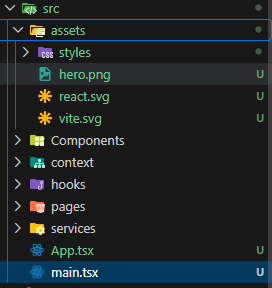 src
assets
styles
hero.png U
react.svg U
vite.svg U
Components
context
hooks
pages
services
App.tsx U
main.tsx U